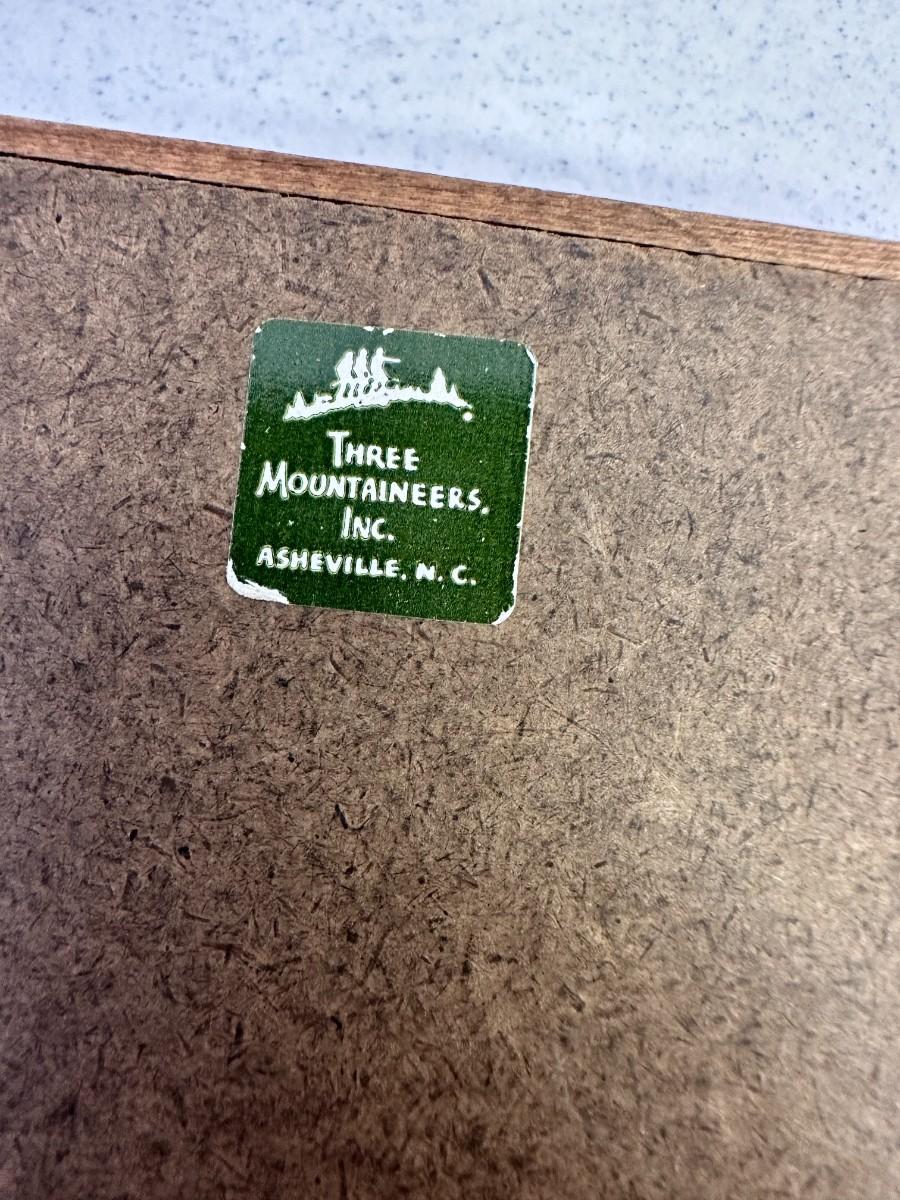 THREE
MOUNTAINEERS,
INC.
ASHEVILLE, N. C.